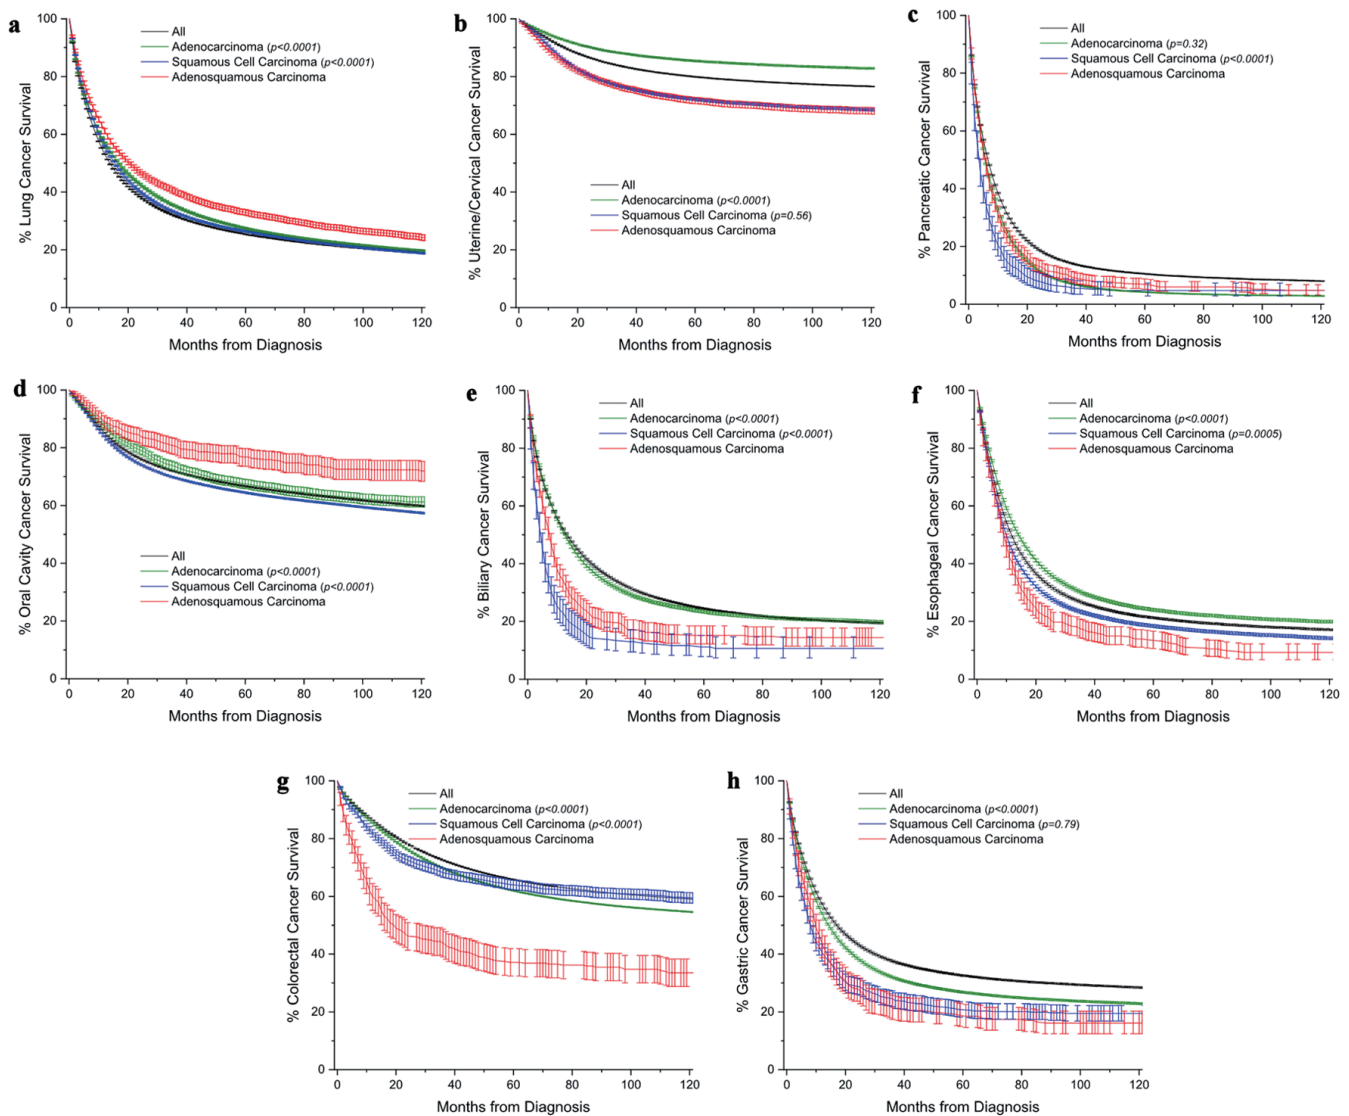 a
100
80
60
40
20
0
% Lung Cancer Survival
All
Adenocarcinoma (p<0.0001)
Squamous Cell Carcinoma (p<0.0001)
Adenosquamous Carcinoma
0 20 40 60 80 100 120
Months from Diagnosis
b
100
80
60
40
20
0
% Uterine/Cervical Cancer Survival
All
Adenocarcinoma (p<0.0001)
Squamous Cell Carcinoma (p=0.56)
Adenosquamous Carcinoma
0 20 40 60 80 100 120
Months from Diagnosis
c
100
80
60
40
20
0
% Pancreatic Cancer Survival
All
Adenocarcinoma (p=0.32)
Squamous Cell Carcinoma (p<0.0001)
Adenosquamous Carcinoma
0 20 40 60 80 100 120
Months from Diagnosis
d
100
80
60
40
20
0
% Oral Cavity Cancer Survival
All
Adenocarcinoma (p<0.0001)
Squamous Cell Carcinoma (p<0.0001)
Adenosquamous Carcinoma
0 20 40 60 80 100 120
Months from Diagnosis
e
100
80
60
40
20
0
% Biliary Cancer Survival
All
Adenocarcinoma (p<0.0001)
Squamous Cell Carcinoma (p<0.0001)
Adenosquamous Carcinoma
0 20 40 60 80 100 120
Months from Diagnosis
f
100
80
60
40
20
0
% Esophageal Cancer Survival
All
Adenocarcinoma (p<0.0001)
Squamous Cell Carcinoma (p=0.0005)
Adenosquamous Carcinoma
0 20 40 60 80 100 120
Months from Diagnosis
g
100
80
60
40
20
0
% Colorectal Cancer Survival
All
Adenocarcinoma (p<0.0001)
Squamous Cell Carcinoma (p<0.0001)
Adenosquamous Carcinoma
0 20 40 60 80 100 120
Months from Diagnosis
h
100
80
60
40
20
0
% Gastric Cancer Survival
All
Adenocarcinoma (p<0.0001)
Squamous Cell Carcinoma (p=0.79)
Adenosquamous Carcinoma
0 20 40 60 80 100 120
Months from Diagnosis